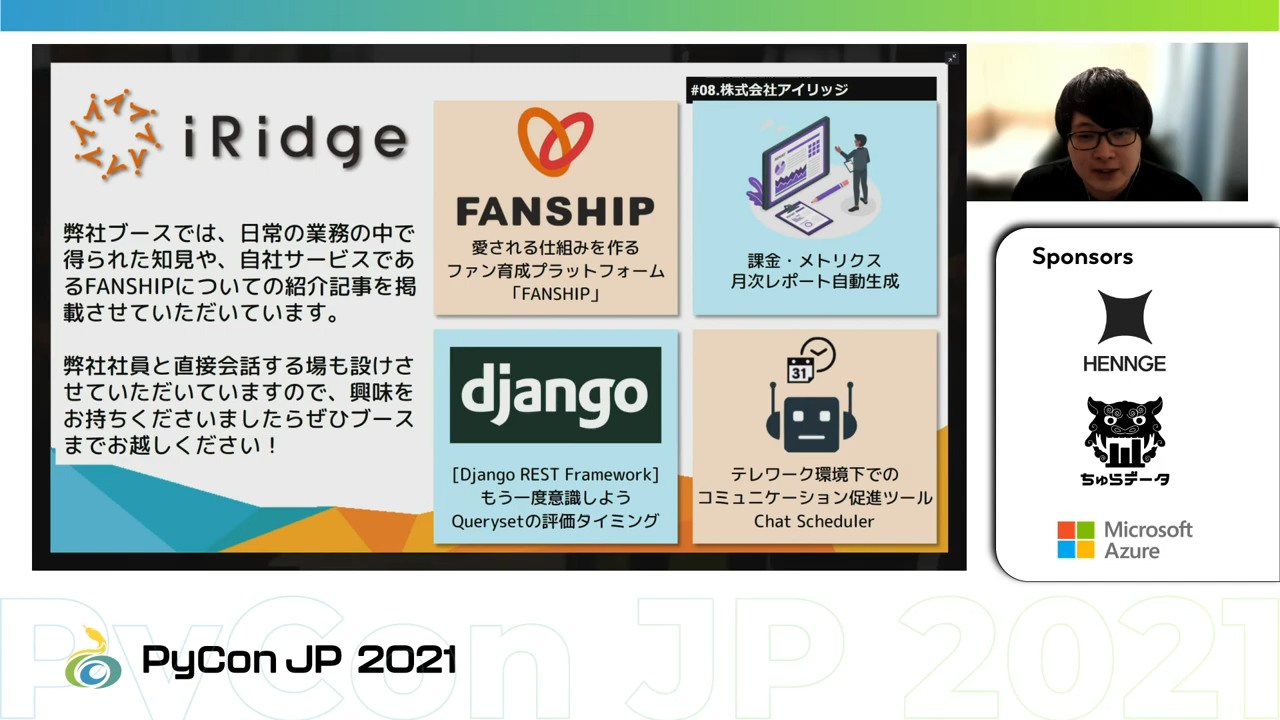 iRidge
弊社ブースでは、日常の業務の中で
得られた知見や、自社サービスであ
るFANSHIPについての紹介記事を掲
載させていただいています。
弊社社員と直接会話する場も設けさ
せていただいていますので、興味を
お持ちくださいましたらぜひブース
までお越しください！
FANSHIP
愛される仕組みを作る
ファン育成プラットフォーム
「FANSHIP」
#08.株式会社アイリッジ
課金・メトリクス
月次レポート自動生成
django
[Django REST Framework]
もう一度意識しよう
Querysetの評価タイミング
31
テレワーク環境下での
コミュニケーション促進ツール
Chat Scheduler
Sponsors
HENNGE
ちゅらデータ
Microsoft
Azure
PyCon JP 2021
PyCon JP 2021